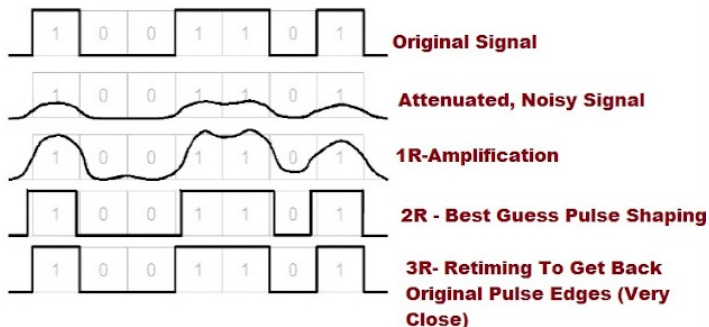 1 0 0 1 1 0 1
Original Signal
1 0 0 1 1 0 1
Attenuated, Noisy Signal
1 0 0 1 1 0 1
1R-Amplification
1 0 0 1 1 0 1
2R - Best Guess Pulse Shaping
1 0 0 1 1 0 1
3R- Retiming To Get Back
Original Pulse Edges (Very
Close)